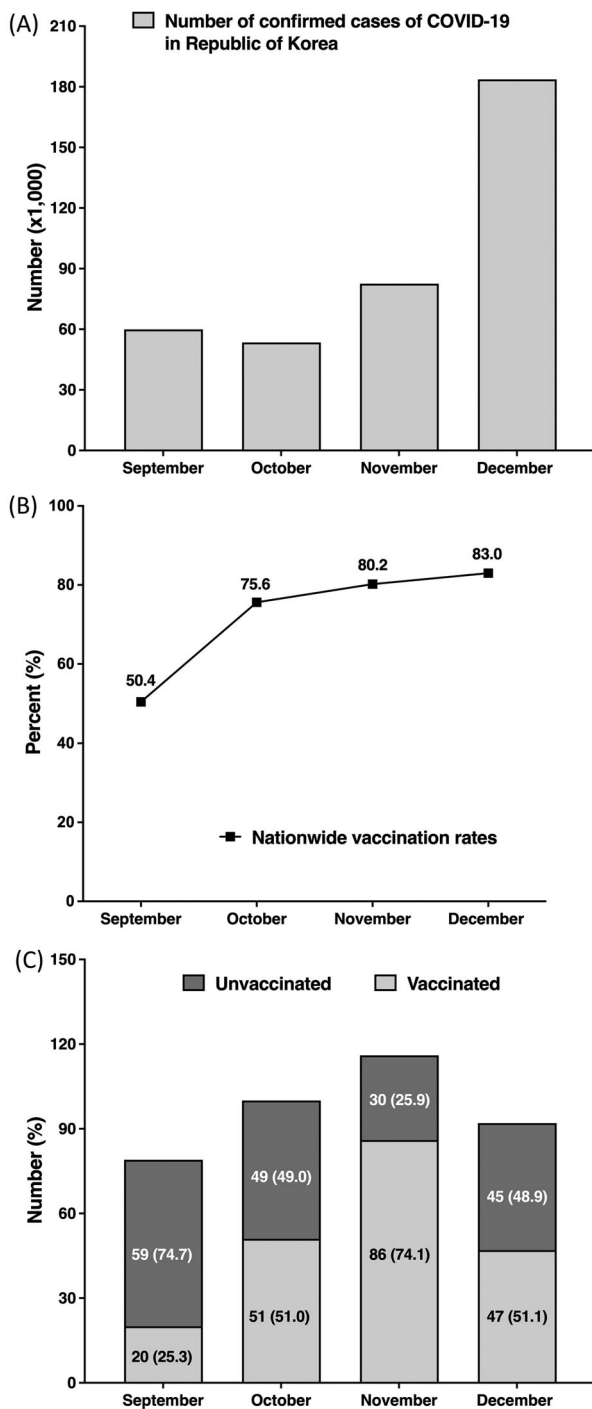 (A)
Number of confirmed cases of COVID-19
in Republic of Korea
Number (x1,000)
210
180
150
120
90
60
30
0
September October November December
(B)
Percent (%)
100
80
60
40
20
0
50.4
75.6
80.2
83.0
Nationwide vaccination rates
September October November December
(C)
Number (%)
150
120
90
60
30
0
Unvaccinated Vaccinated
59 (74.7)
20 (25.3)
49 (49.0)
51 (51.0)
30 (25.9)
86 (74.1)
45 (48.9)
47 (51.1)
September October November December